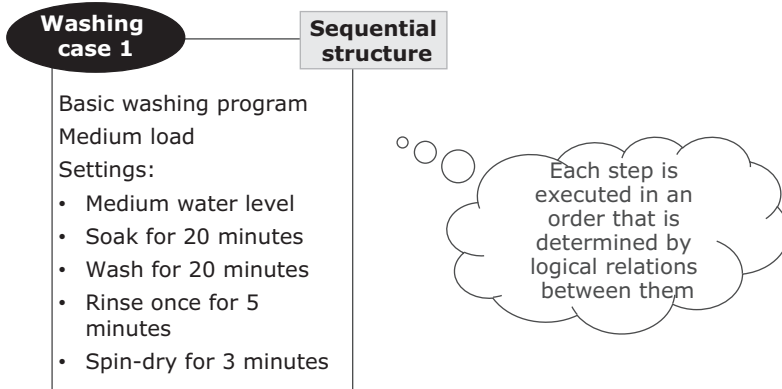 Washing
case 1
Sequential
structure
Basic washing program
Medium load
Settings:
• Medium water level
• Soak for 20 minutes
• Wash for 20 minutes
• Rinse once for 5
minutes
• Spin-dry for 3 minutes
Each step is
executed in an
order that is
determined by
logical relations
between them